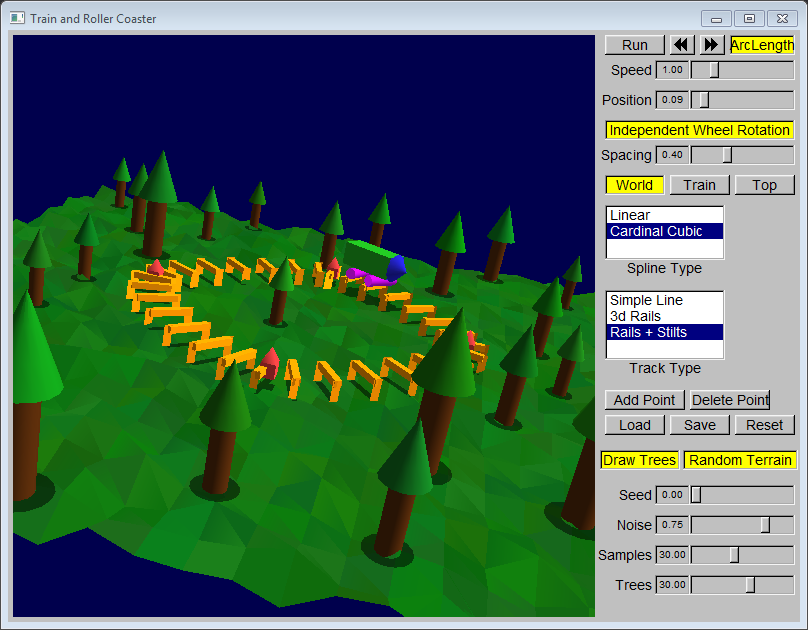 Train and Roller Coaster
Run ArcLength
Speed 1.00
Position 0.09
Independent Wheel Rotation
Spacing 0.40
World Train Top
Linear
Cardinal Cubic
Spline Type
Simple Line
3d Rails
Rails + Stilts
Track Type
Add Point Delete Point
Load Save Reset
Draw Trees Random Terrain
Seed 0.00
Noise 0.75
Samples 30.00
Trees 30.00